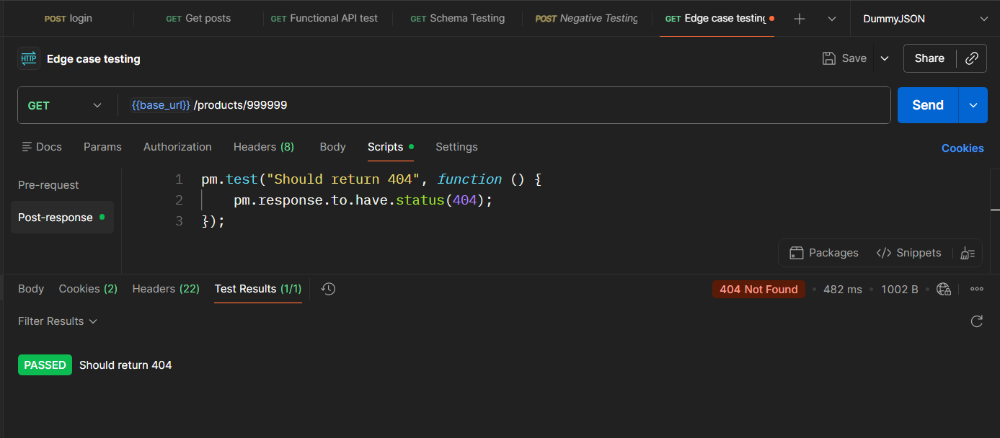 POST login GET Get posts GET Functional API test GET Schema Testing POST Negative Testing GET Edge case testing DummyJSON
HTTP Edge case testing Save Share
GET {{base_url}} /products/999999 Send
Docs Params Authorization Headers (8) Body Scripts Settings Cookies
Pre-request
Post-response
1 pm.test("Should return 404", function () {
2 pm.response.to.have.status(404);
3 });
Packages </> Snippets
Body Cookies (2) Headers (22) Test Results (1/1) 404 Not Found • 482 ms • 1002 B
Filter Results
PASSED Should return 404